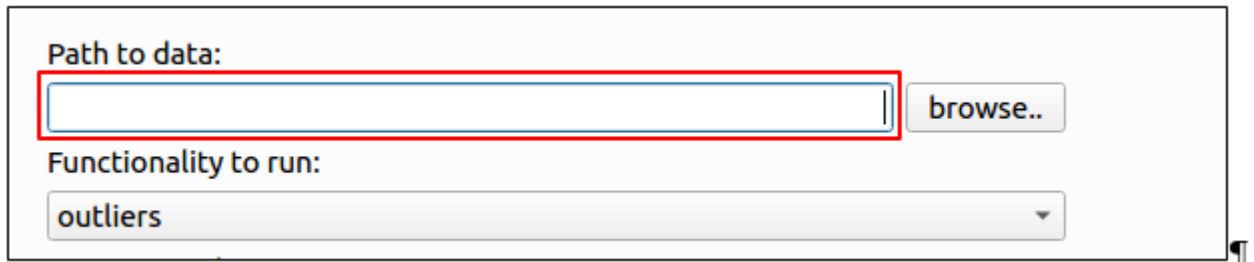 Path to data:
browse..
Functionality to run:
outliers
¶